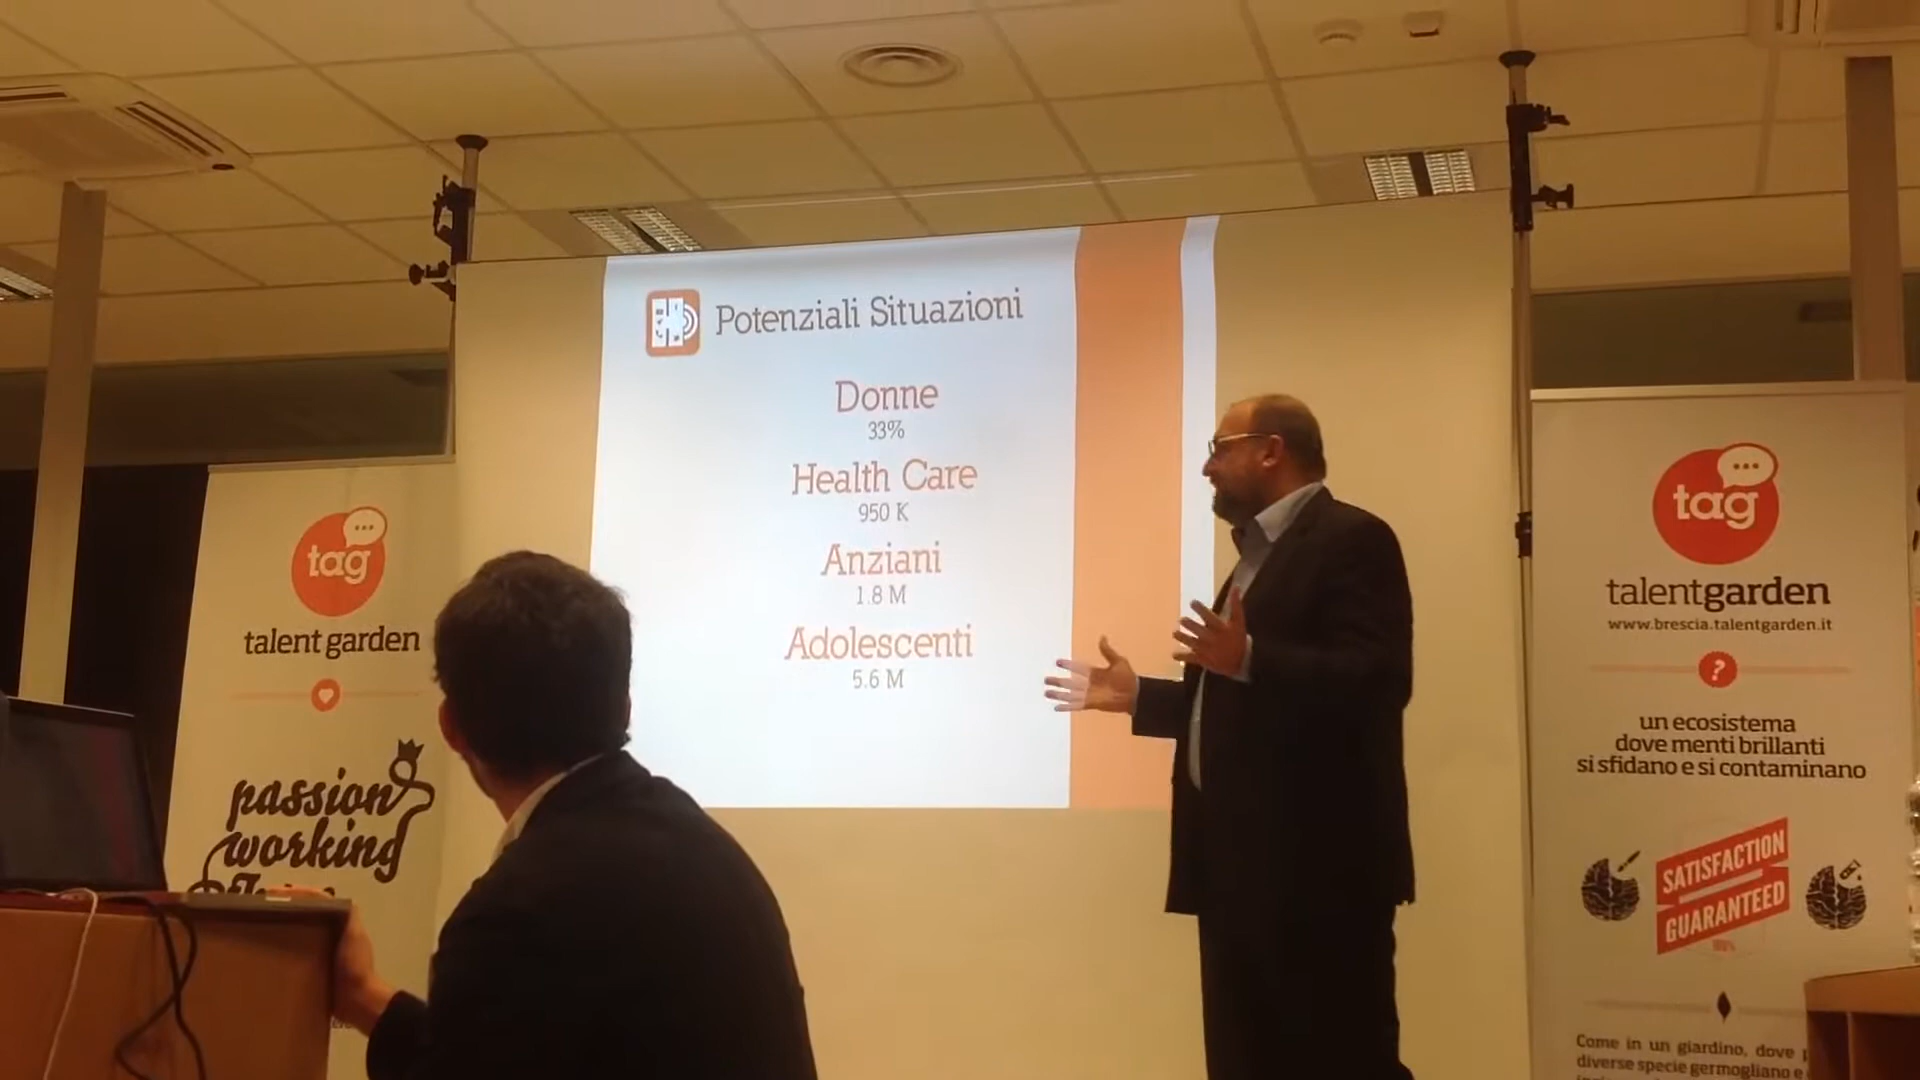 Potenziali Situazioni
Donne
33%
Health Care
950 K
Anziani
1.8 M
Adolescenti
5.6 M
tag
talent garden
passion
working
tag
talentgarden
www.brescia.talentgarden.it
?
un ecosistema
dove menti brillanti
si sfidano e si contaminano
SATISFACTION
GUARANTEED
100%
Come in un giardino, dove
diverse specie germogliano e